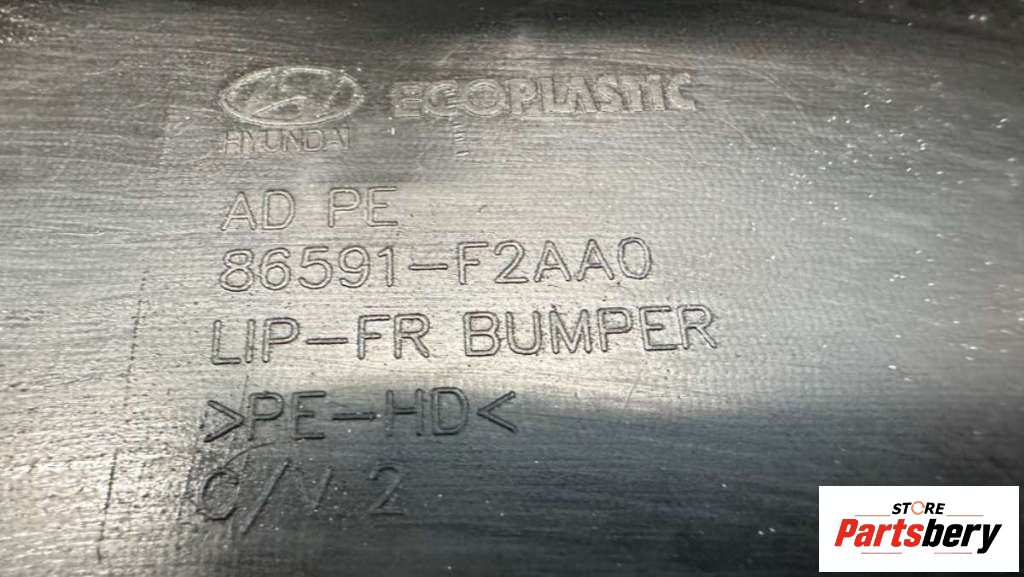 HYUNDAI ECOPLASTIC
AD PE
86591-F2AA0
LIP-FR BUMPER
>PE-HD<
C/V 2
STORE
Partsbery